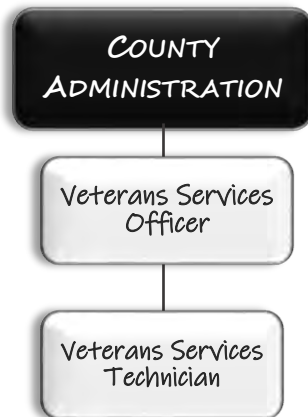 COUNTY
ADMINISTRATION
Veterans Services
Officer
Veterans Services
Technician